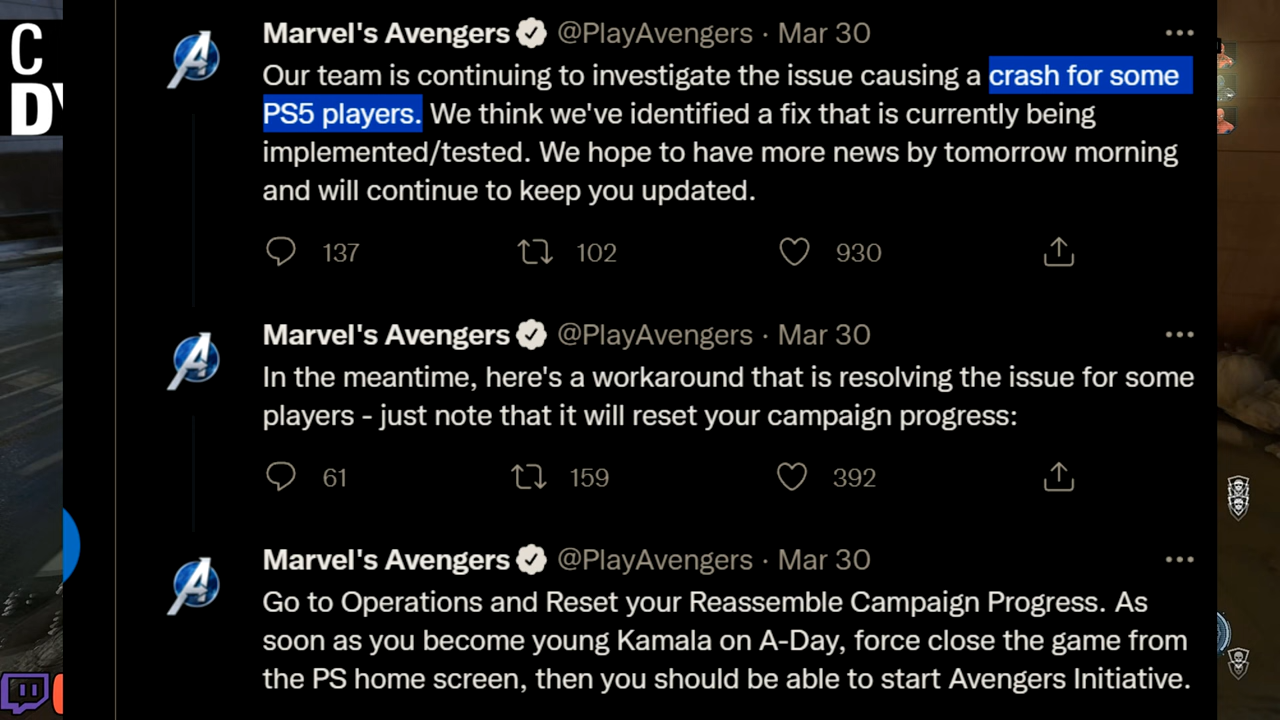 C
D
Marvel's Avengers @PlayAvengers · Mar 30
Our team is continuing to investigate the issue causing a crash for some
PS5 players. We think we've identified a fix that is currently being
implemented/tested. We hope to have more news by tomorrow morning
and will continue to keep you updated.
137 102 930
Marvel's Avengers @PlayAvengers · Mar 30
In the meantime, here's a workaround that is resolving the issue for some
players - just note that it will reset your campaign progress:
61 159 392
Marvel's Avengers @PlayAvengers · Mar 30
Go to Operations and Reset your Reassemble Campaign Progress. As
soon as you become young Kamala on A-Day, force close the game from
the PS home screen, then you should be able to start Avengers Initiative.